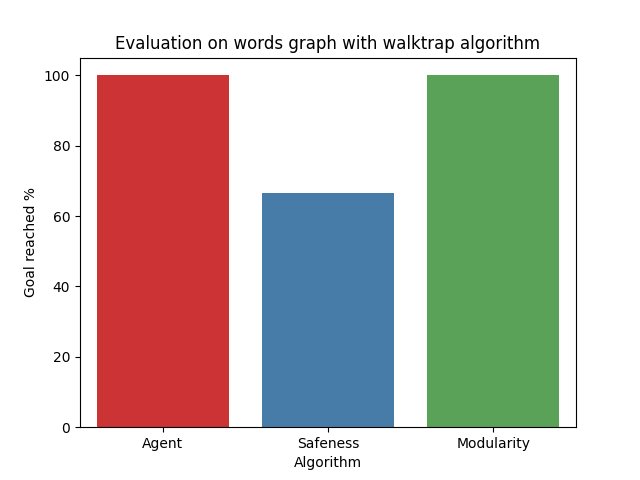 Evaluation on words graph with walktrap algorithm
Goal reached %
100
80
60
40
20
0
Agent
Safeness
Modularity
Algorithm